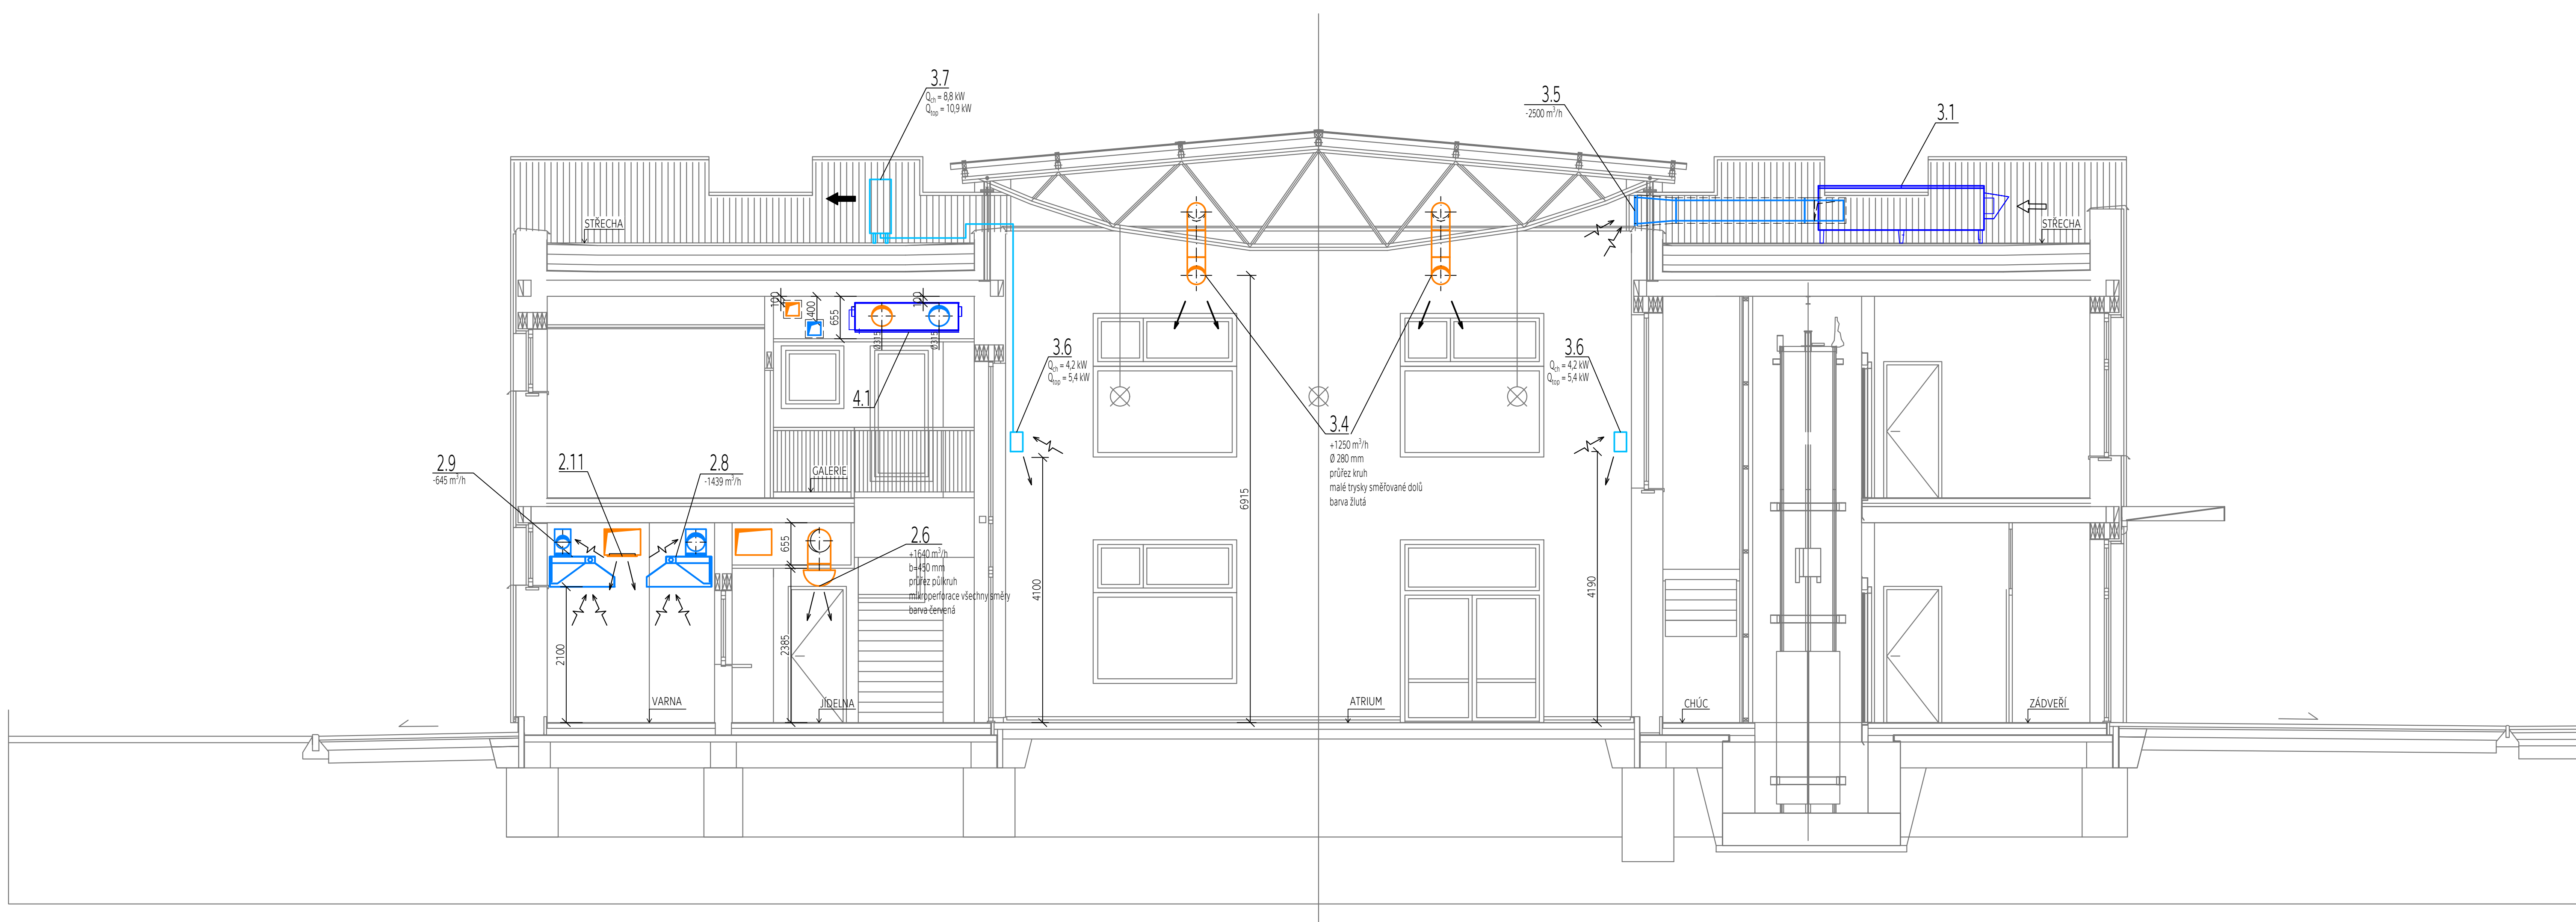 3.7
Qch = 8,8 kW
Qtop = 10,9 kW
3.5
-2500 m³/h
3.1
STŘECHA
STŘECHA
100
400
655
100
Ø315
Ø315
4.1
3.6
Qch = 4,2 kW
Qtop = 5,4 kW
3.6
Qch = 4,2 kW
Qtop = 5,4 kW
3.4
+1250 m³/h
Ø 280 mm
průřez kruh
malé trysky směřované dolů
barva žlutá
2.9
-645 m³/h
2.11
2.8
-1439 m³/h
GALERIE
6915
2.6
+1640 m³/h
b=450 mm
průřez půlkruh
mikroperforace všechny směry
barva červená
655
4100
4190
2100
2385
VARNA
JÍDELNA
ATRIUM
CHÚC
ZÁDVEŘÍ